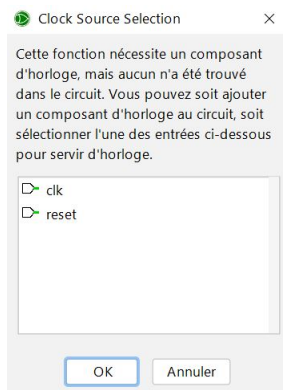 Clock Source Selection
Cette fonction nécessite un composant
d'horloge, mais aucun n'a été trouvé
dans le circuit. Vous pouvez soit ajouter
un composant d'horloge au circuit, soit
sélectionner l'une des entrées ci-dessous
pour servir d'horloge.
clk
reset
OK Annuler